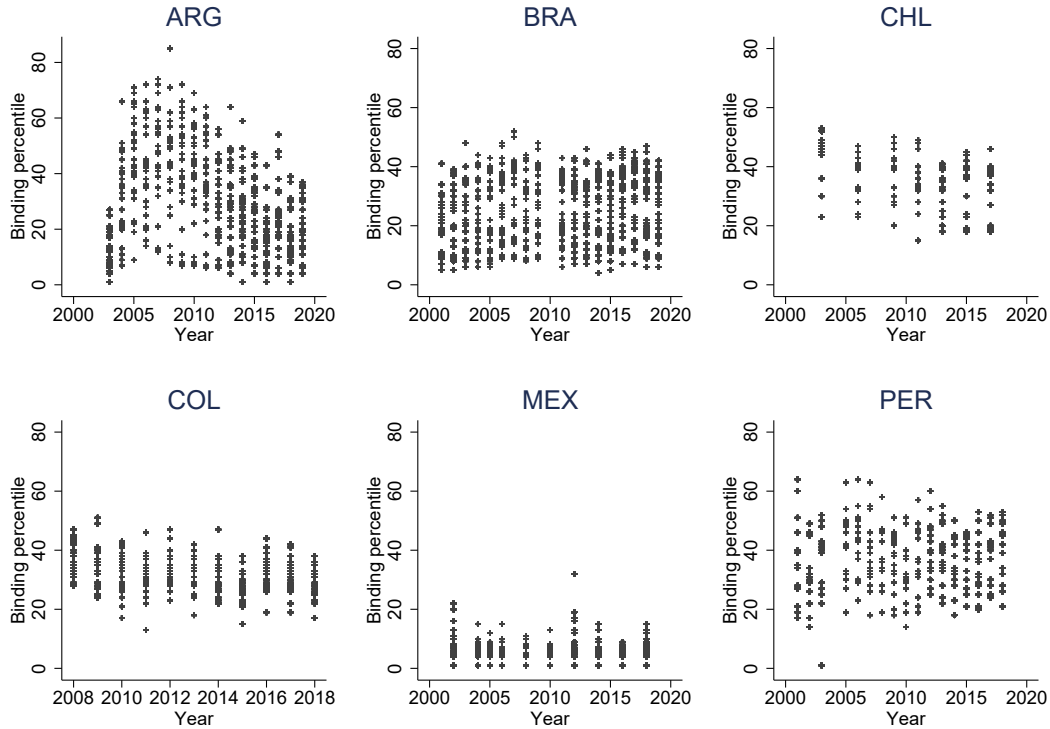 ARG
Binding percentile
0 20 40 60 80
2000 2005 2010 2015 2020
Year
BRA
Binding percentile
0 20 40 60 80
2000 2005 2010 2015 2020
Year
CHL
Binding percentile
0 20 40 60 80
2000 2005 2010 2015 2020
Year
COL
Binding percentile
0 20 40 60 80
2008 2010 2012 2014 2016 2018
Year
MEX
Binding percentile
0 20 40 60 80
2000 2005 2010 2015 2020
Year
PER
Binding percentile
0 20 40 60 80
2000 2005 2010 2015 2020
Year